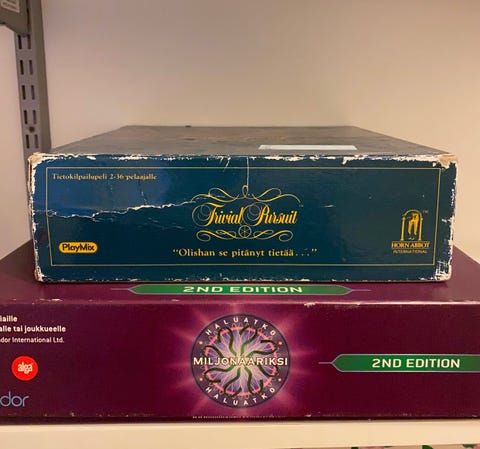 Tietokilpailupeli 2-36 pelaajalle
Trivial Pursuit
PlayMix
"Olishan se pitänyt tietää..."
HORN ABBOT
INTERNATIONAL
2ND EDITION
alle tai joukkueelle
dor International Ltd.
alga
dor
HALUATKO
MILJONÄÄRIKSI
HALUATKO
2ND EDITION